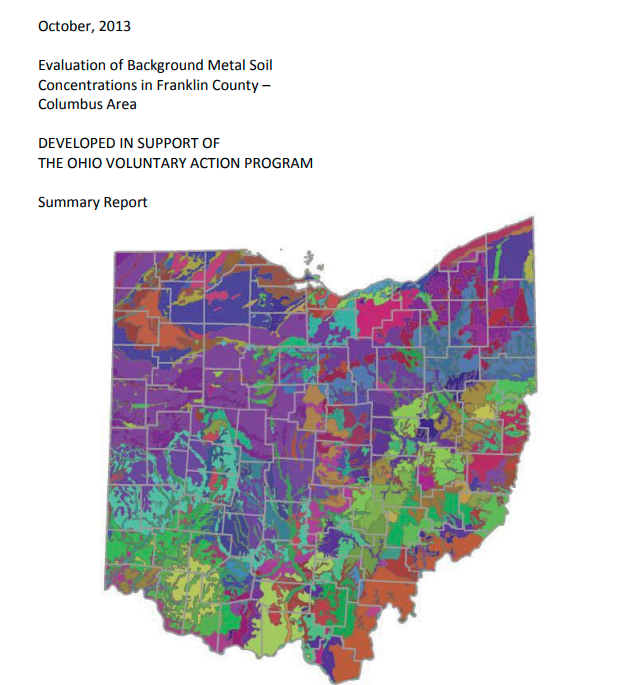 October, 2013
Evaluation of Background Metal Soil
Concentrations in Franklin County –
Columbus Area
DEVELOPED IN SUPPORT OF
THE OHIO VOLUNTARY ACTION PROGRAM
Summary Report